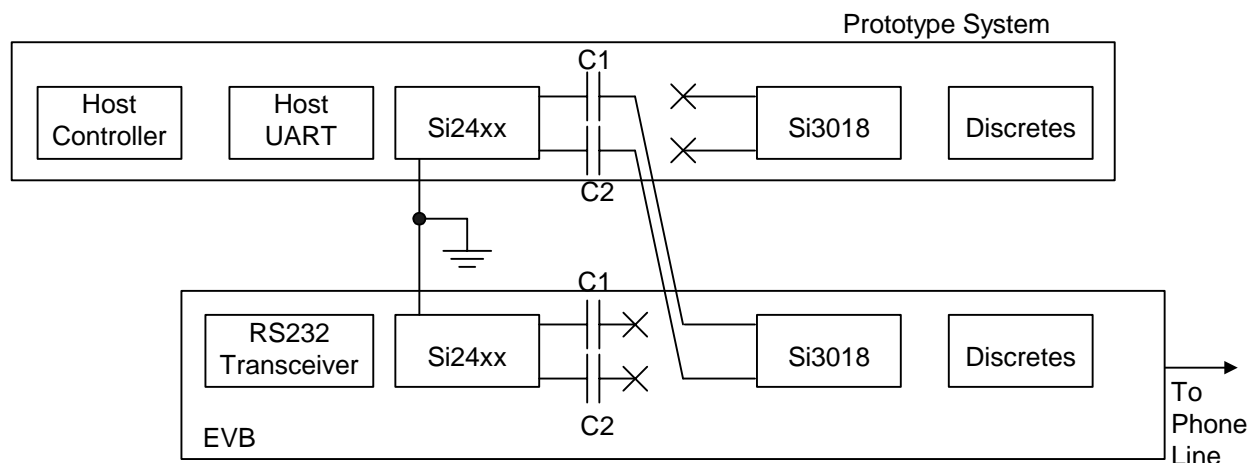 Prototype System
C1
Host
Controller
Host
UART
Si24xx
Si3018
Discretes
C2
C1
RS232
Transceiver
Si24xx
Si3018
Discretes
C2
EVB
To
Phone
Line